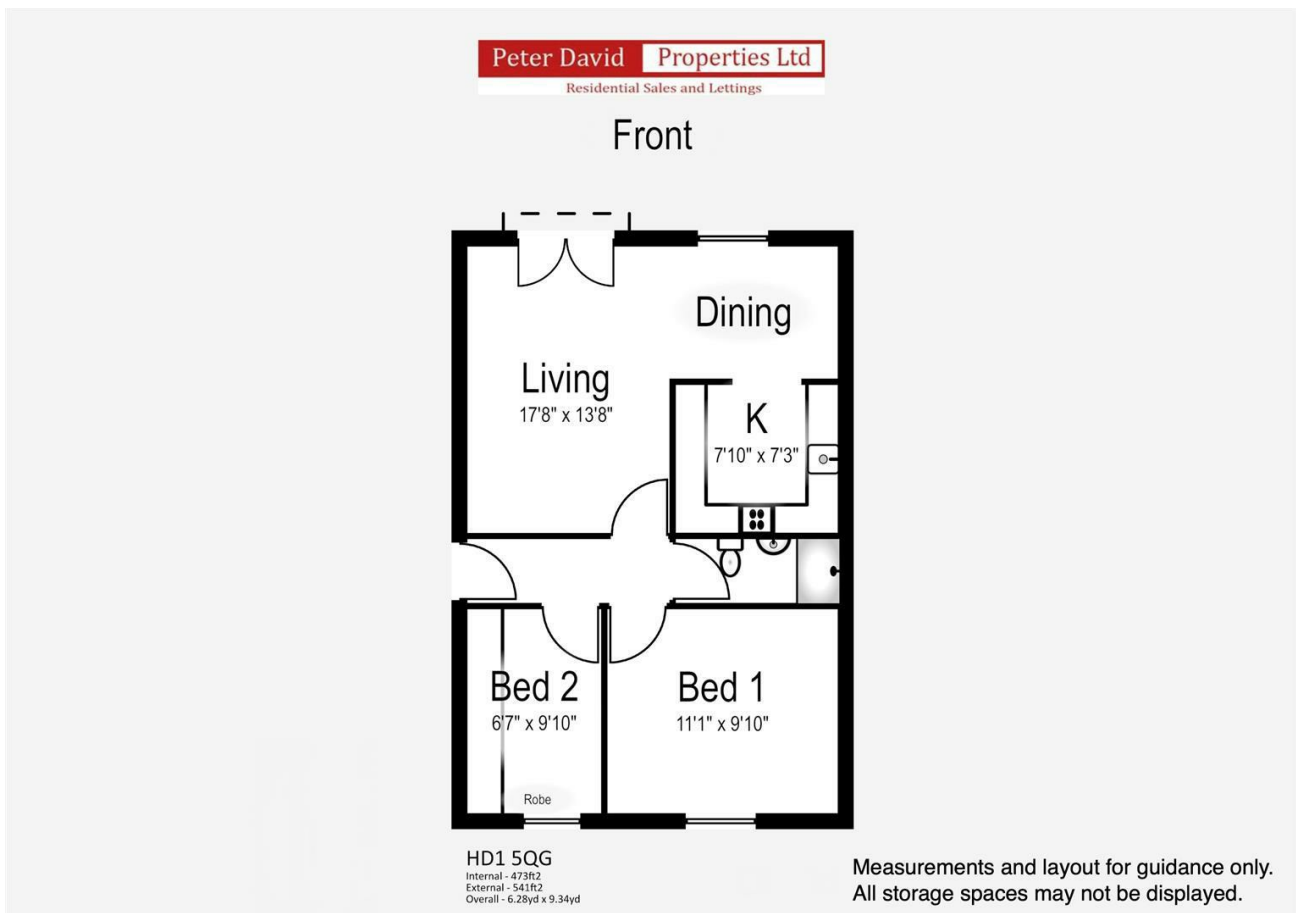 Peter David Properties Ltd
Residential Sales and Lettings
Front
Dining
Living
17'8" x 13'8"
K
7'10" x 7'3"
Bed 2
6'7" x 9'10"
Bed 1
11'1" x 9'10"
Robe
HD1 5QG
Internal - 473ft2
External - 541ft2
Overall - 6.28yd x 9.34yd
Measurements and layout for guidance only.
All storage spaces may not be displayed.